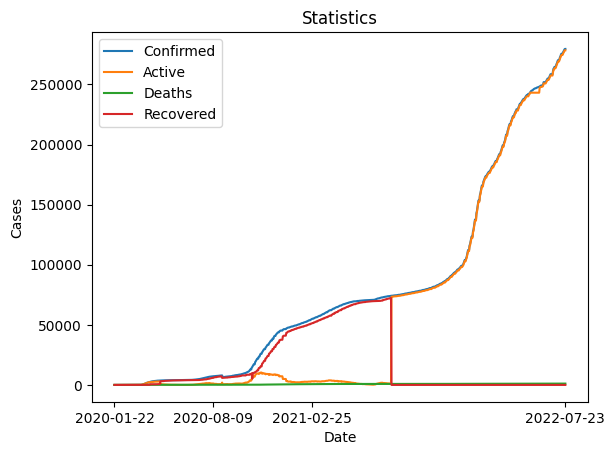 Statistics
Confirmed
Active
Deaths
Recovered
Cases
250000
200000
150000
100000
50000
0
2020-01-22 2020-08-09 2021-02-25 2022-07-23
Date